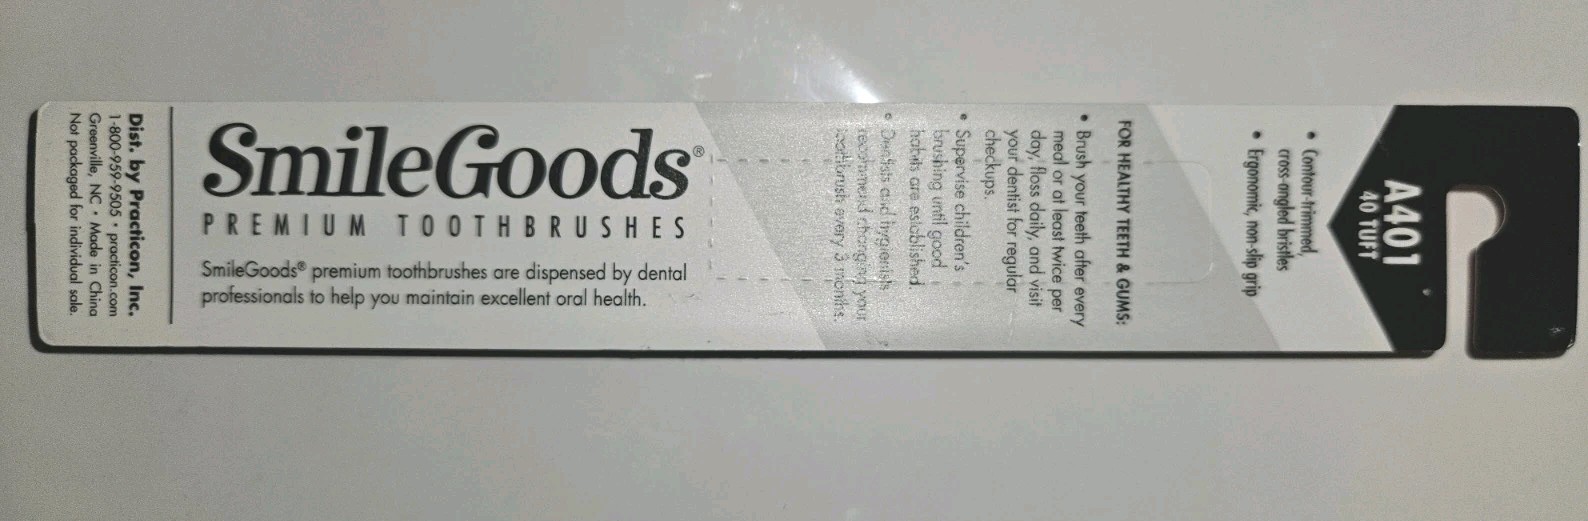 A401
40 TUFT
• Contour-trimmed,
cross-angled bristles
• Ergonomic, non-slip grip
FOR HEALTHY TEETH & GUMS:
• Brush your teeth after every
meal or at least twice per
day, floss daily, and visit
your dentist for regular
checkups.
• Supervise children's
brushing until good
habits are established.
• Dentists and hygienists
recommend changing your
toothbrush every 3 months.
SmileGoods®
PREMIUM TOOTHBRUSHES
SmileGoods® premium toothbrushes are dispensed by dental
professionals to help you maintain excellent oral health.
Dist. by Practicon, Inc.
1-800-959-9505 • practicon.com
Greenville, NC • Made in China
Not packaged for individual sale.